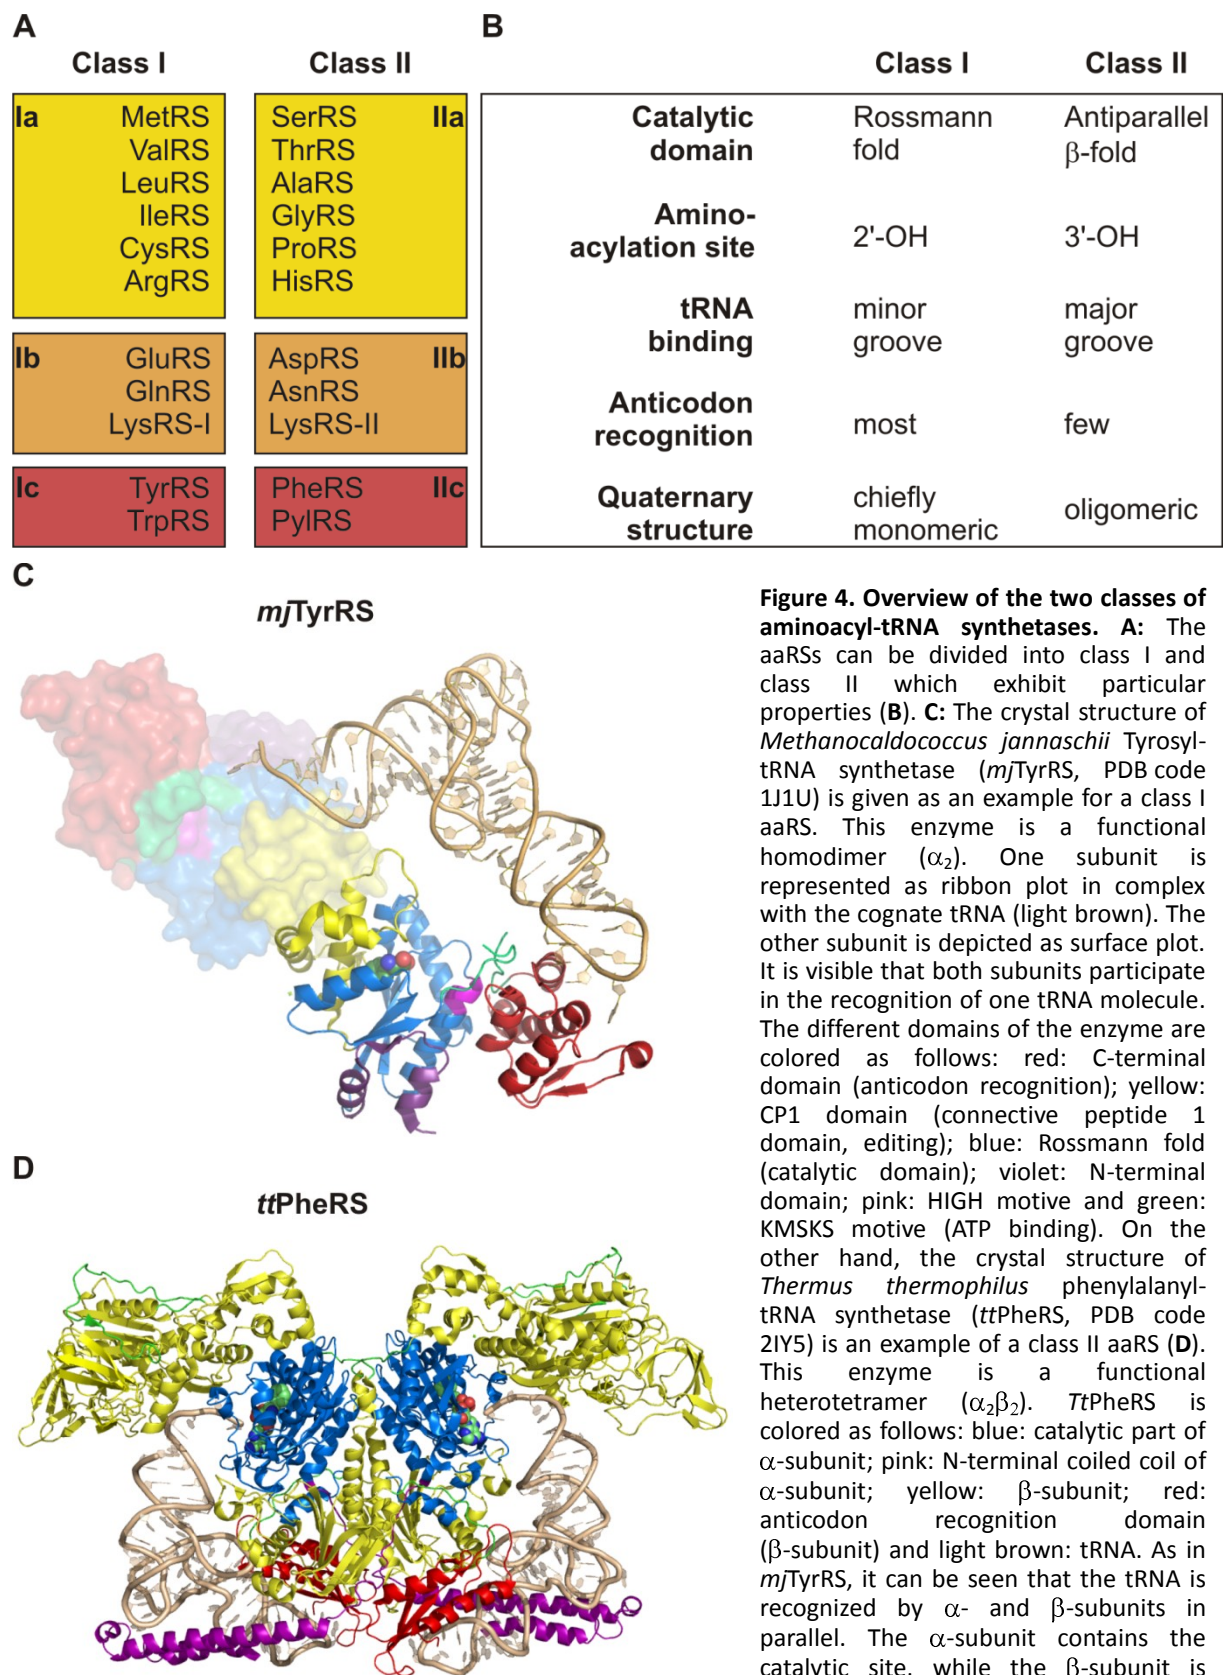 A
Class I Class II
Ia MetRS SerRS IIa
ValRS ThrRS
LeuRS AlaRS
IleRS GlyRS
CysRS ProRS
ArgRS HisRS
Ib GluRS AspRS IIb
GlnRS AsnRS
LysRS-I LysRS-II
Ic TyrRS PheRS IIc
TrpRS PylRS
B
Class I Class II
Catalytic Rossmann Antiparallel
domain fold β-fold
Amino-
acylation site 2'-OH 3'-OH
tRNA minor major
binding groove groove
Anticodon
recognition most few
Quaternary chiefly oligomeric
structure monomeric
C
mjTyrRS
D
ttPheRS
Figure 4. Overview of the two classes of
aminoacyl-tRNA synthetases. A: The
aaRSs can be divided into class I and
class II which exhibit particular
properties (B). C: The crystal structure of
Methanocaldococcus jannaschii Tyrosyl-
tRNA synthetase (mjTyrRS, PDB code
1J1U) is given as an example for a class I
aaRS. This enzyme is a functional
homodimer (α₂). One subunit is
represented as ribbon plot in complex
with the cognate tRNA (light brown). The
other subunit is depicted as surface plot.
It is visible that both subunits participate
in the recognition of one tRNA molecule.
The different domains of the enzyme are
colored as follows: red: C-terminal
domain (anticodon recognition); yellow:
CP1 domain (connective peptide 1
domain, editing); blue: Rossmann fold
(catalytic domain); violet: N-terminal
domain; pink: HIGH motive and green:
KMSKS motive (ATP binding). On the
other hand, the crystal structure of
Thermus thermophilus phenylalanyl-
tRNA synthetase (ttPheRS, PDB code
2IY5) is an example of a class II aaRS (D).
This enzyme is a functional
heterotetramer (α₂β₂). TtPheRS is
colored as follows: blue: catalytic part of
α-subunit; pink: N-terminal coiled coil of
α-subunit; yellow: β-subunit; red:
anticodon recognition domain
(β-subunit) and light brown: tRNA. As in
mjTyrRS, it can be seen that the tRNA is
recognized by α- and β-subunits in
parallel. The α-subunit contains the
catalytic site, while the β-subunit is